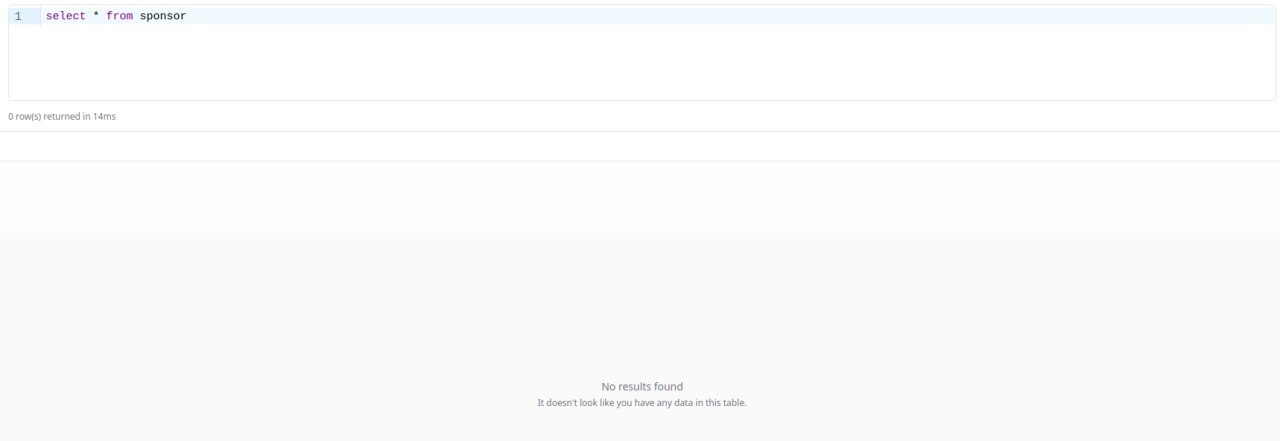 1 select * from sponsor
0 row(s) returned in 14ms
No results found
It doesn't look like you have any data in this table.